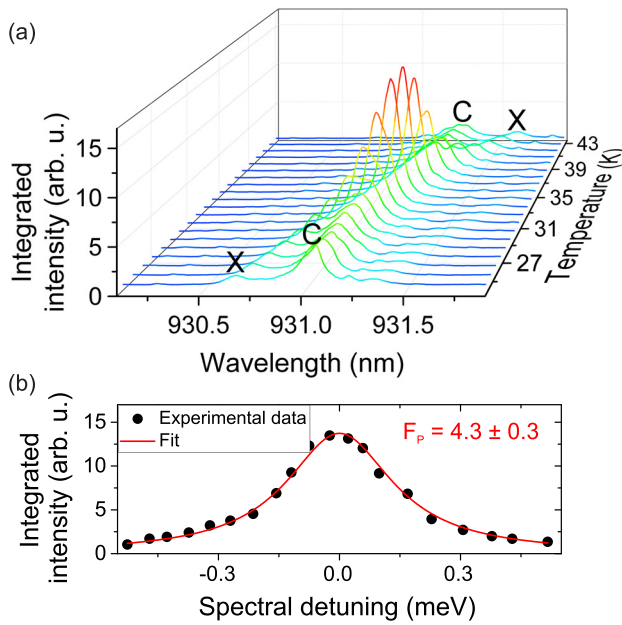 (a)
Integrated
intensity (arb. u.)
15
10
5
0
X
C
C
X
43
39
35
31
27
Temperature (K)
930.5
931.0
931.5
Wavelength (nm)
(b)
Integrated
intensity (arb. u.)
15
10
5
0
Experimental data
Fit
F_P = 4.3 ± 0.3
-0.3
0.0
0.3
Spectral detuning (meV)